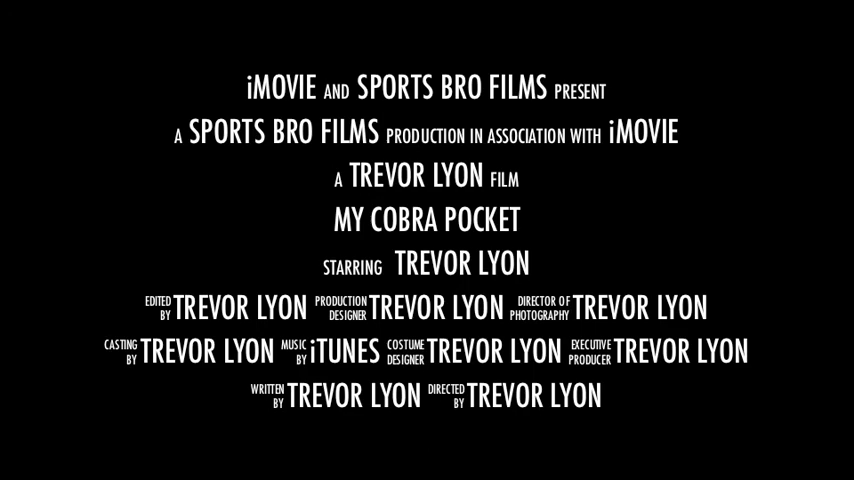 iMOVIE AND SPORTS BRO FILMS PRESENT
A SPORTS BRO FILMS PRODUCTION IN ASSOCIATION WITH iMOVIE
A TREVOR LYON FILM
MY COBRA POCKET
STARRING TREVOR LYON
EDITED BY TREVOR LYON PRODUCTION DESIGNER TREVOR LYON DIRECTOR OF PHOTOGRAPHY TREVOR LYON
CASTING BY TREVOR LYON MUSIC BY iTUNES COSTUME DESIGNER TREVOR LYON EXECUTIVE PRODUCER TREVOR LYON
WRITTEN BY TREVOR LYON DIRECTED BY TREVOR LYON